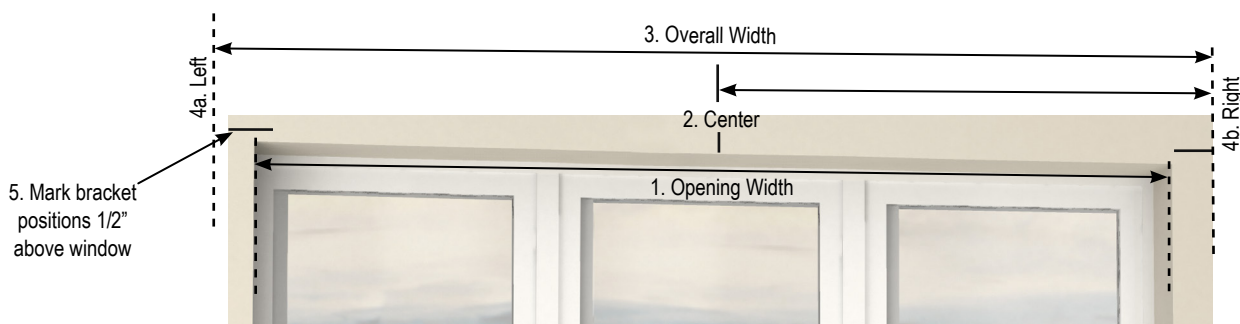 3. Overall Width
4a. Left
4b. Right
2. Center
1. Opening Width
5. Mark bracket
positions 1/2”
above window